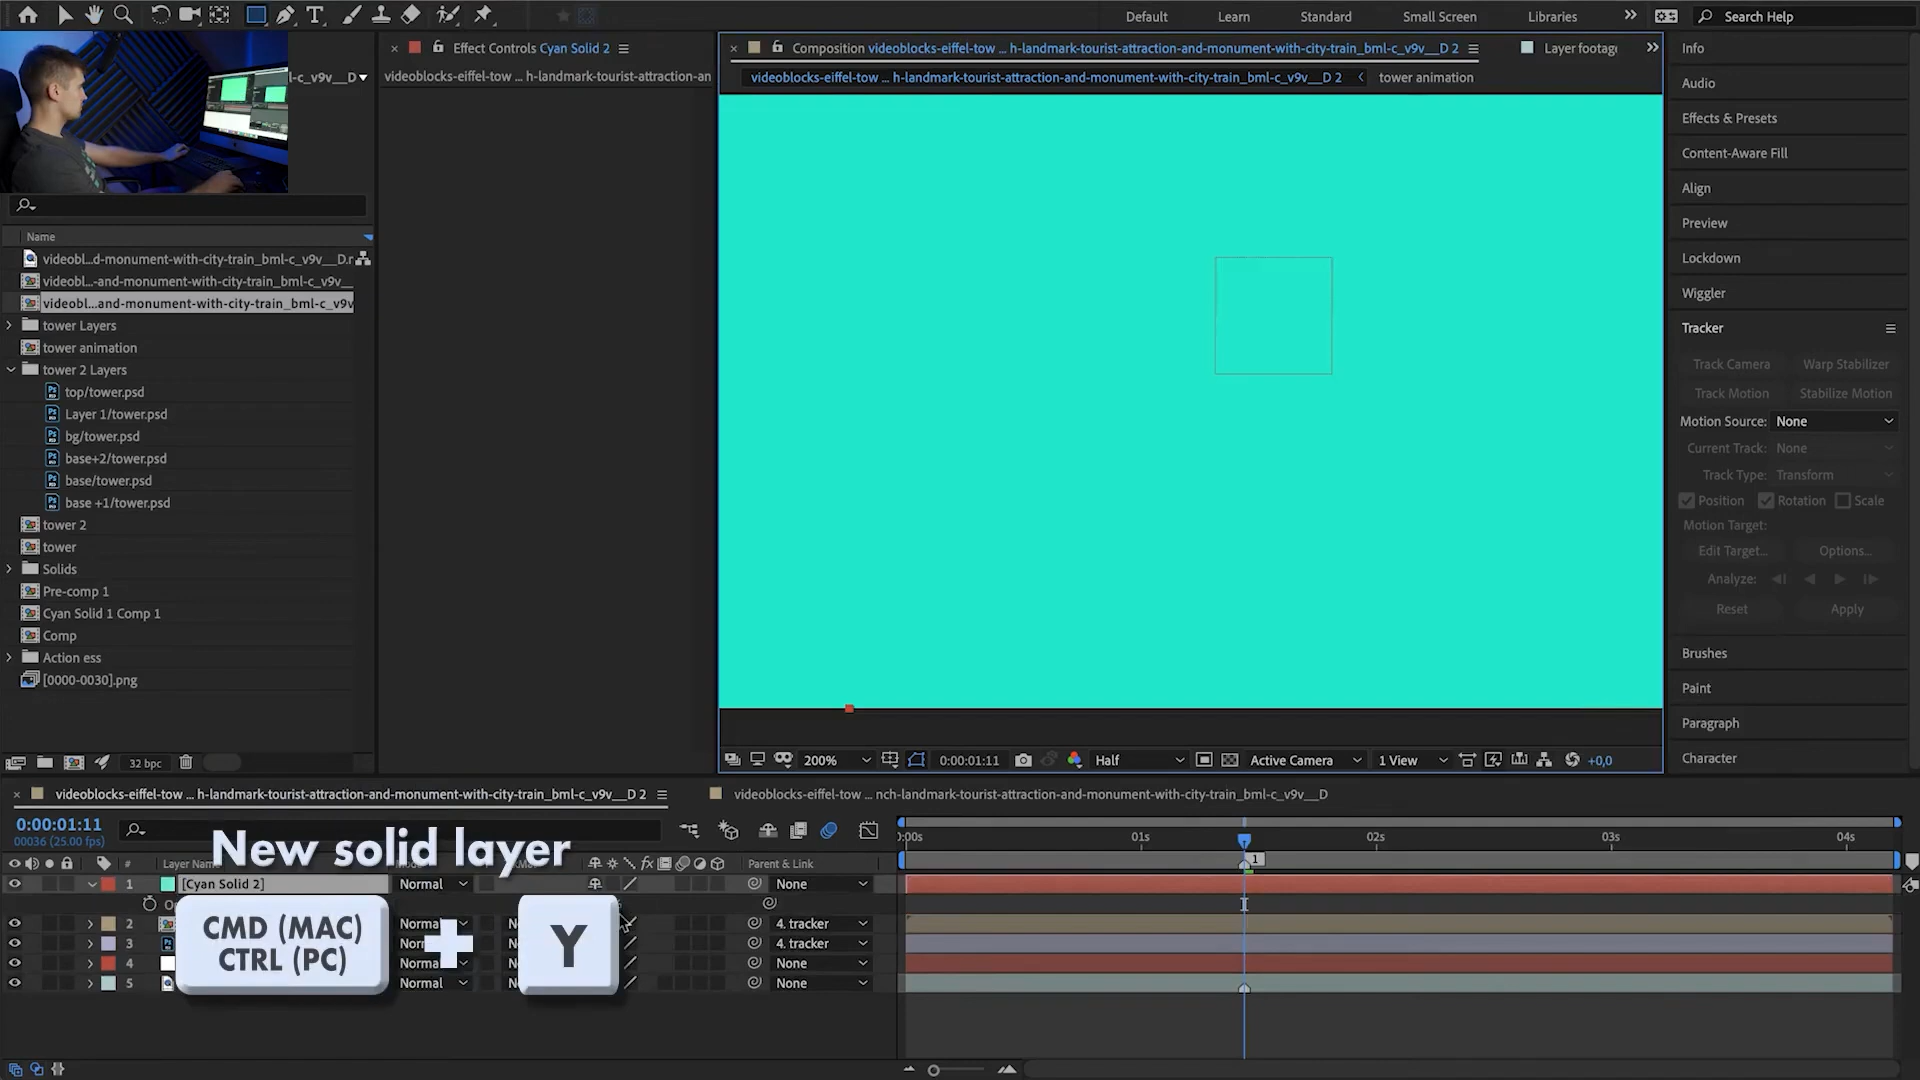 Default
Learn
Standard
Small Screen
Libraries
Search Help
l-c_v9v__D
Effect Controls Cyan Solid 2
videoblocks-eiffel-tow ... h-landmark-tourist-attraction-an
Composition videoblocks-eiffel-tow ... h-landmark-tourist-attraction-and-monument-with-city-train_bml-c_v9v__D 2
Layer footage
videoblocks-eiffel-tow ... h-landmark-tourist-attraction-and-monument-with-city-train_bml-c_v9v__D 2
tower animation
Name
videobl...d-monument-with-city-train_bml-c_v9v__D.r
videobl...-and-monument-with-city-train_bml-c_v9v__
videobl...and-monument-with-city-train_bml-c_v9v
tower Layers
tower animation
tower 2 Layers
top/tower.psd
Layer 1/tower.psd
bg/tower.psd
base+2/tower.psd
base/tower.psd
base +1/tower.psd
tower 2
tower
Solids
Pre-comp 1
Cyan Solid 1 Comp 1
Comp
Action ess
[0000-0030].png
32 bpc
200%
0:00:01:11
Half
Active Camera
1 View
+0,0
Info
Audio
Effects & Presets
Content-Aware Fill
Align
Preview
Lockdown
Wiggler
Tracker
Track Camera
Warp Stabilizer
Track Motion
Stabilize Motion
Motion Source: None
Current Track: None
Track Type: Transform
Position
Rotation
Scale
Motion Target:
Edit Target...
Options...
Analyze:
Reset
Apply
Brushes
Paint
Paragraph
Character
videoblocks-eiffel-tow ... h-landmark-tourist-attraction-and-monument-with-city-train_bml-c_v9v__D 2
videoblocks-eiffel-tow ... nch-landmark-tourist-attraction-and-monument-with-city-train_bml-c_v9v__D
0:00:01:11
00036 (25.00 fps)
New solid layer
# Layer Name
fx
Parent & Link
):00s
01s
02s
03s
04s
1
1 [Cyan Solid 2] Normal None
2 Norma 4. tracker
3 Norm 4. tracker
4 Norma None
5 Normal None
CMD (MAC)
CTRL (PC)
+
Y